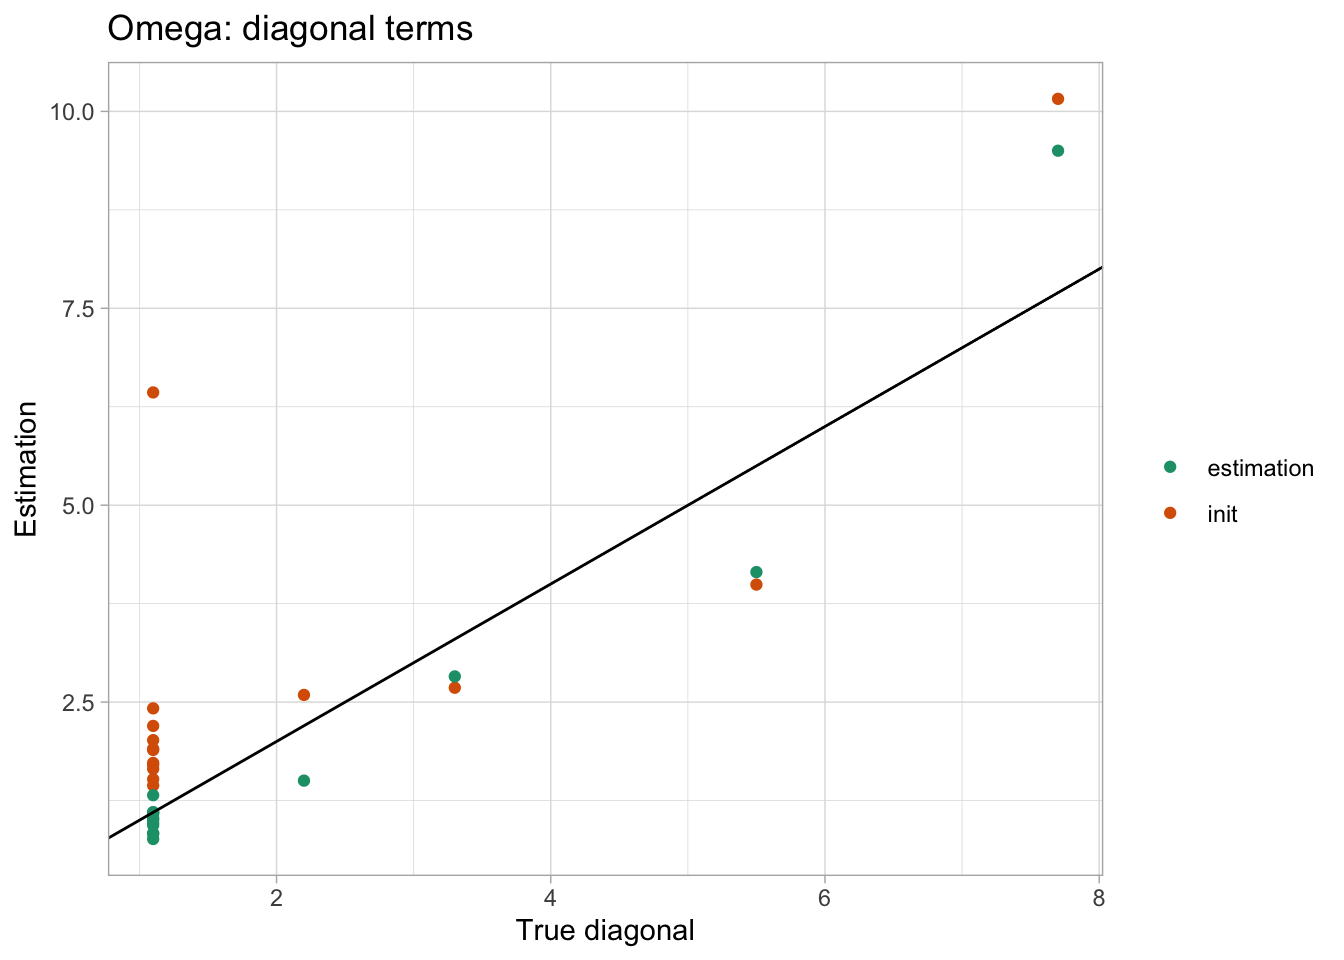 Omega: diagonal terms
10.0
7.5
5.0
2.5
Estimation
2
4
6
8
True diagonal
estimation
init